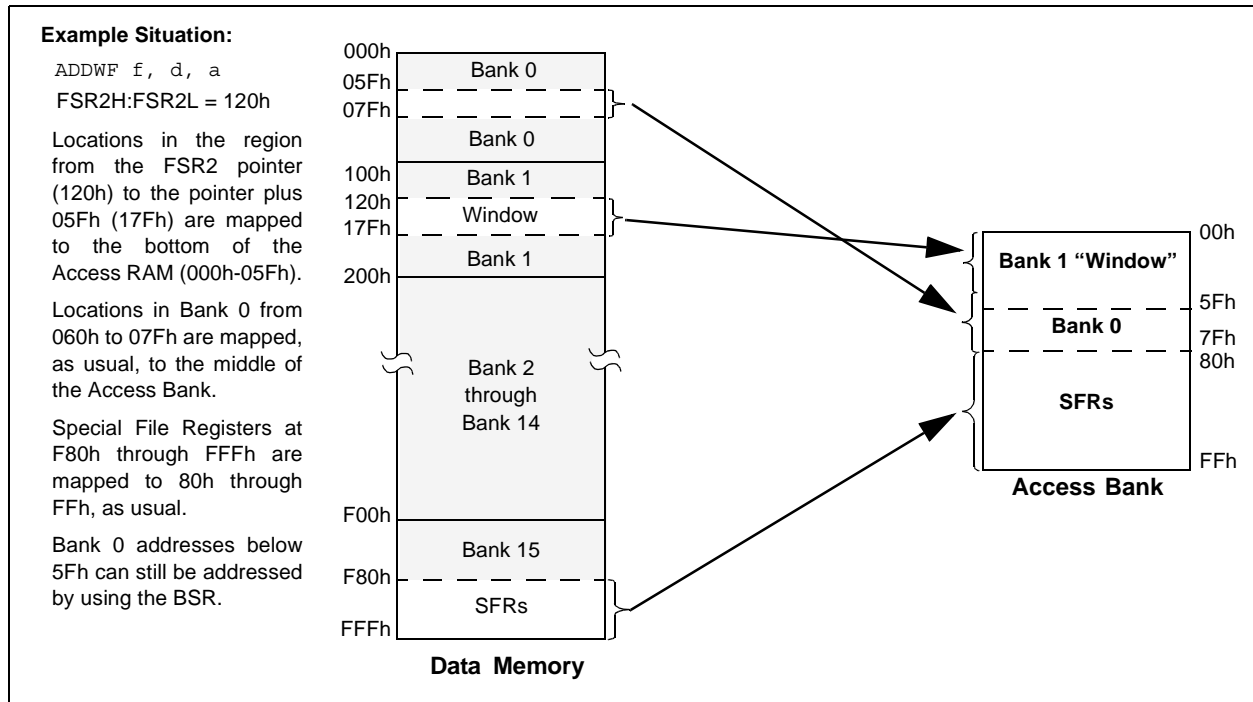 Example Situation:
ADDWF f, d, a
FSR2H:FSR2L = 120h
Locations in the region
from the FSR2 pointer
(120h) to the pointer plus
05Fh (17Fh) are mapped
to the bottom of the
Access RAM (000h-05Fh).
Locations in Bank 0 from
060h to 07Fh are mapped,
as usual, to the middle of
the Access Bank.
Special File Registers at
F80h through FFFh are
mapped to 80h through
FFh, as usual.
Bank 0 addresses below
5Fh can still be addressed
by using the BSR.
000h
Bank 0
05Fh
07Fh
Bank 0
100h
Bank 1
120h
Window
17Fh
Bank 1
200h
Bank 2
through
Bank 14
F00h
Bank 15
F80h
SFRs
FFFh
Data Memory
00h
Bank 1 “Window”
5Fh
Bank 0
7Fh
80h
SFRs
FFh
Access Bank